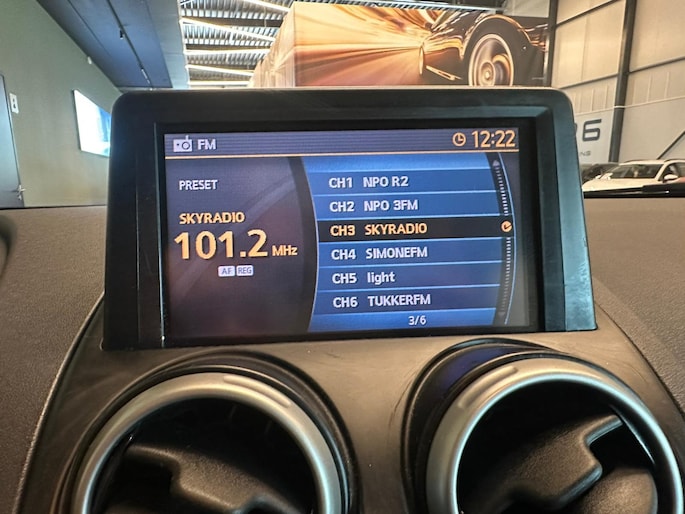 FM
12:22
PRESET
SKYRADIO
101.2 MHz
AF REG
CH1 NPO R2
CH2 NPO 3FM
CH3 SKYRADIO
CH4 SIMONEFM
CH5 light
CH6 TUKKERFM
3/6